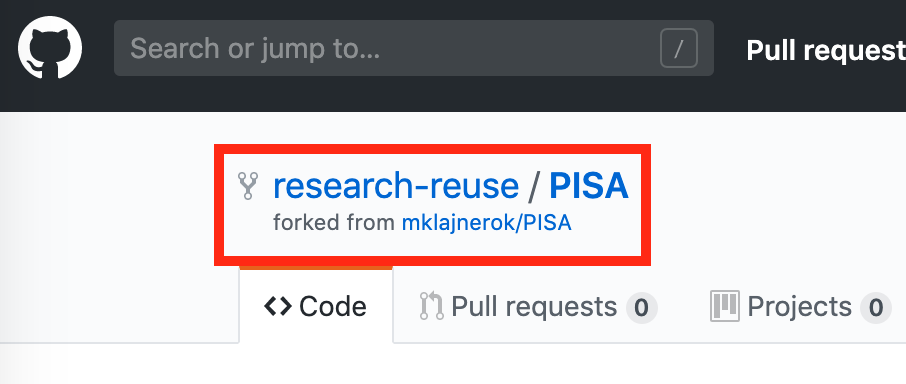 Search or jump to... / Pull request
research-reuse / PISA
forked from mklajnerok/PISA
<> Code Pull requests 0 Projects 0